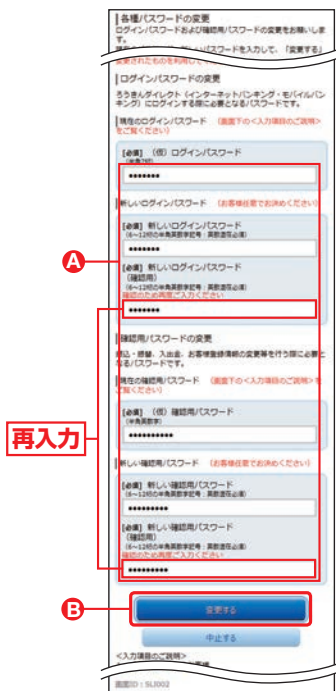 各種パスワードの変更
ログインパスワードおよび確認用パスワードの変更をお願いしま
す。
パスワードを入力して、「変更する」
ログインパスワードの変更
ろうきんダイレクト（インターネットバンキング・モバイルバン
キング）にログインする際に必要となるパスワードです。
現在のログインパスワード （画面下の<入力項目のご説明>
をご覧ください）
[必須] （仮）ログインパスワード
（半角7桁）
•••••••
新しいログインパスワード （お客様任意でお決めください）
[必須] 新しいログインパスワード
（6～12桁の半角英数字記号：英数混在必須）
•••••••
A
[必須] 新しいログインパスワード
（確認用）
（6～12桁の半角英数字記号：英数混在必須）
確認のため再度ご入力ください
•••••••
確認用パスワードの変更
振込・振替、入出金、お客様登録情報の変更等を行う際に必要と
なるパスワードです。
現在の確認用パスワード （画面下の<入力項目のご説明>を
ご覧ください）
[必須] （仮）確認用パスワード
（半角英数字）
••••••••••
再入力
新しい確認用パスワード （お客様任意でお決めください）
[必須] 新しい確認用パスワード
（6～12桁の半角英数字記号：英数混在必須）
•••••••••
[必須] 新しい確認用パスワード
（確認用）
（6～12桁の半角英数字記号：英数混在必須）
確認のため再度ご入力ください
•••••••••
B
変更する
中止する
<入力項目のご説明>
画面ID：SLI002